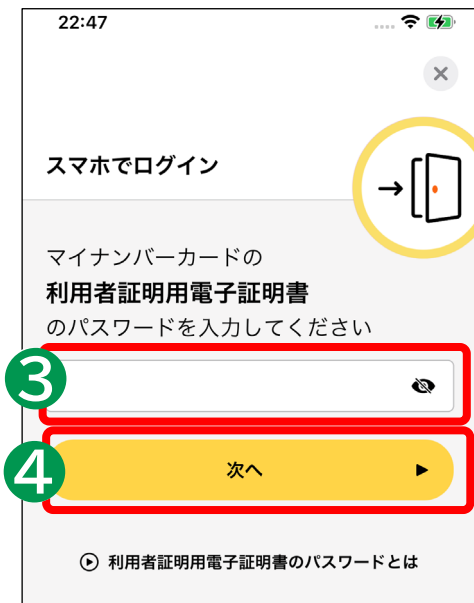 22:47
スマホでログイン
マイナンバーカードの
利用者証明用電子証明書
のパスワードを入力してください
3
4
次へ
利用者証明用電子証明書のパスワードとは